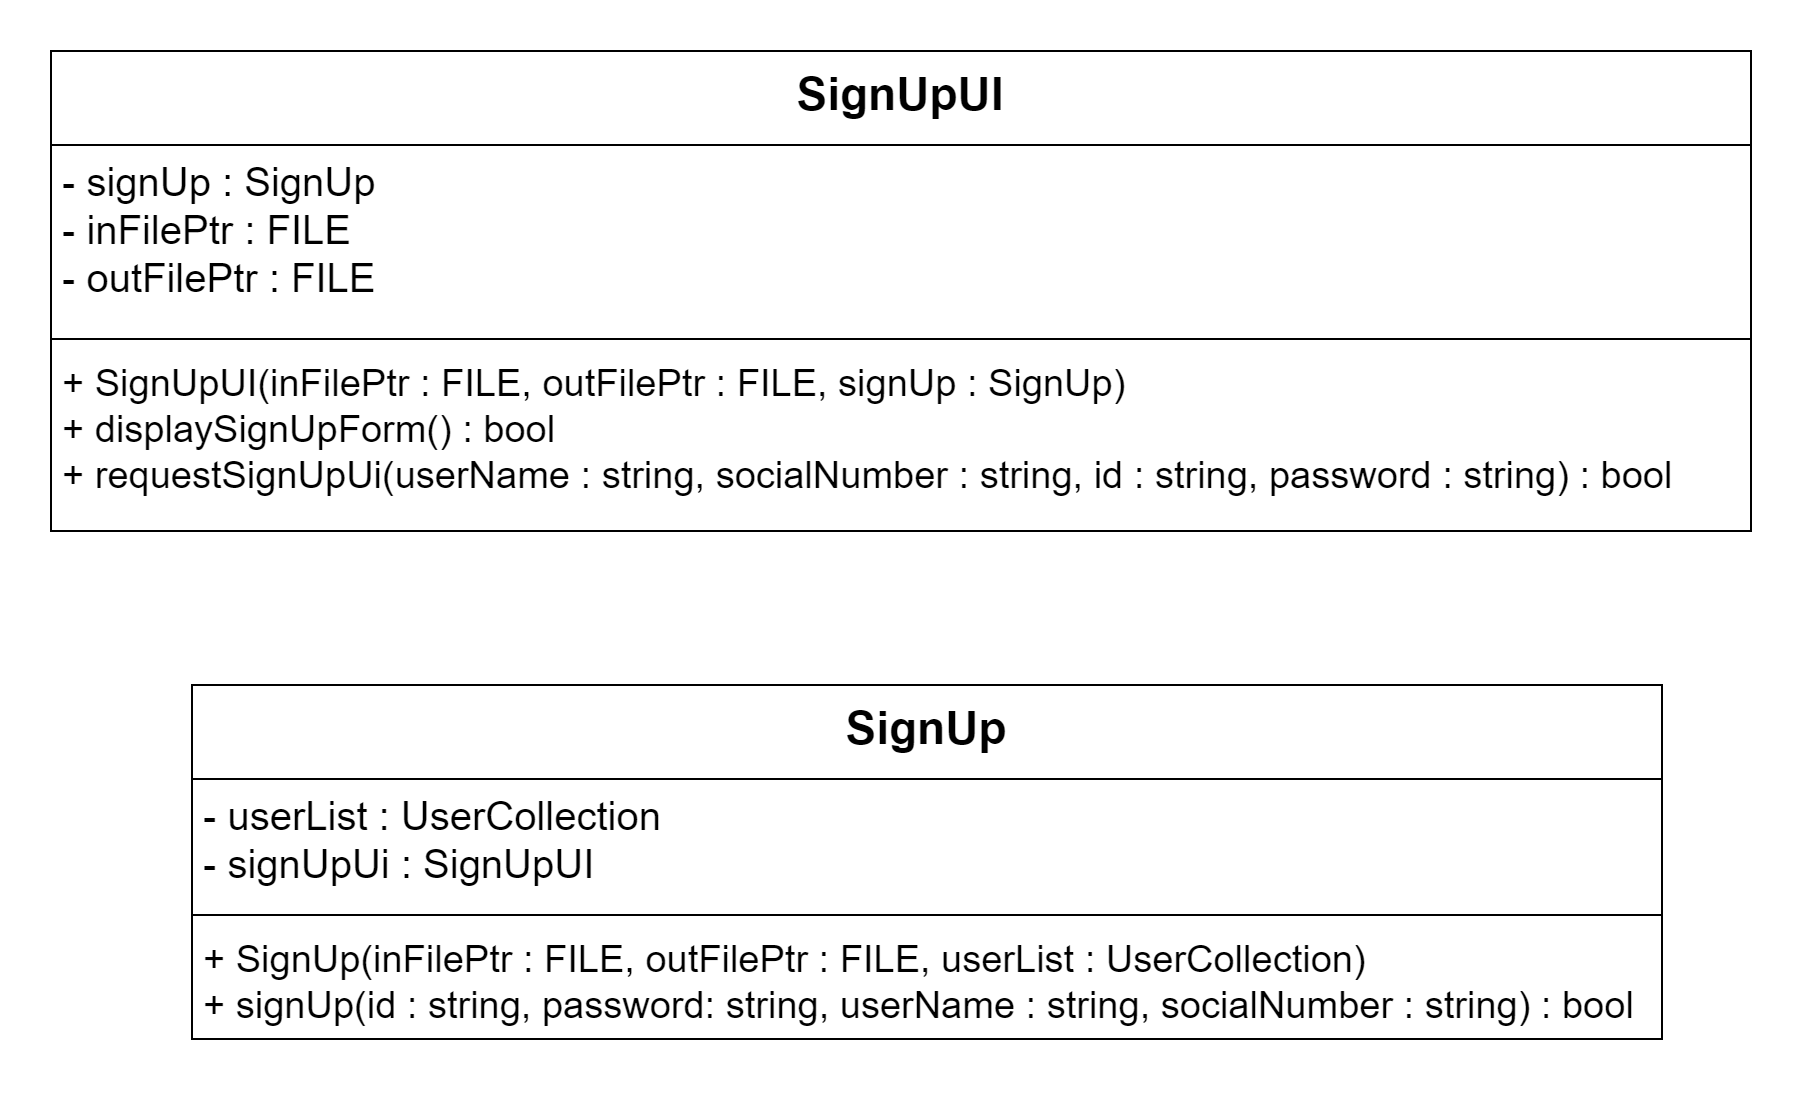 SignUpUI
- signUp : SignUp
- inFilePtr : FILE
- outFilePtr : FILE
+ SignUpUI(inFilePtr : FILE, outFilePtr : FILE, signUp : SignUp)
+ displaySignUpForm() : bool
+ requestSignUpUi(userName : string, socialNumber : string, id : string, password : string) : bool
SignUp
- userList : UserCollection
- signUpUi : SignUpUI
+ SignUp(inFilePtr : FILE, outFilePtr : FILE, userList : UserCollection)
+ signUp(id : string, password: string, userName : string, socialNumber : string) : bool